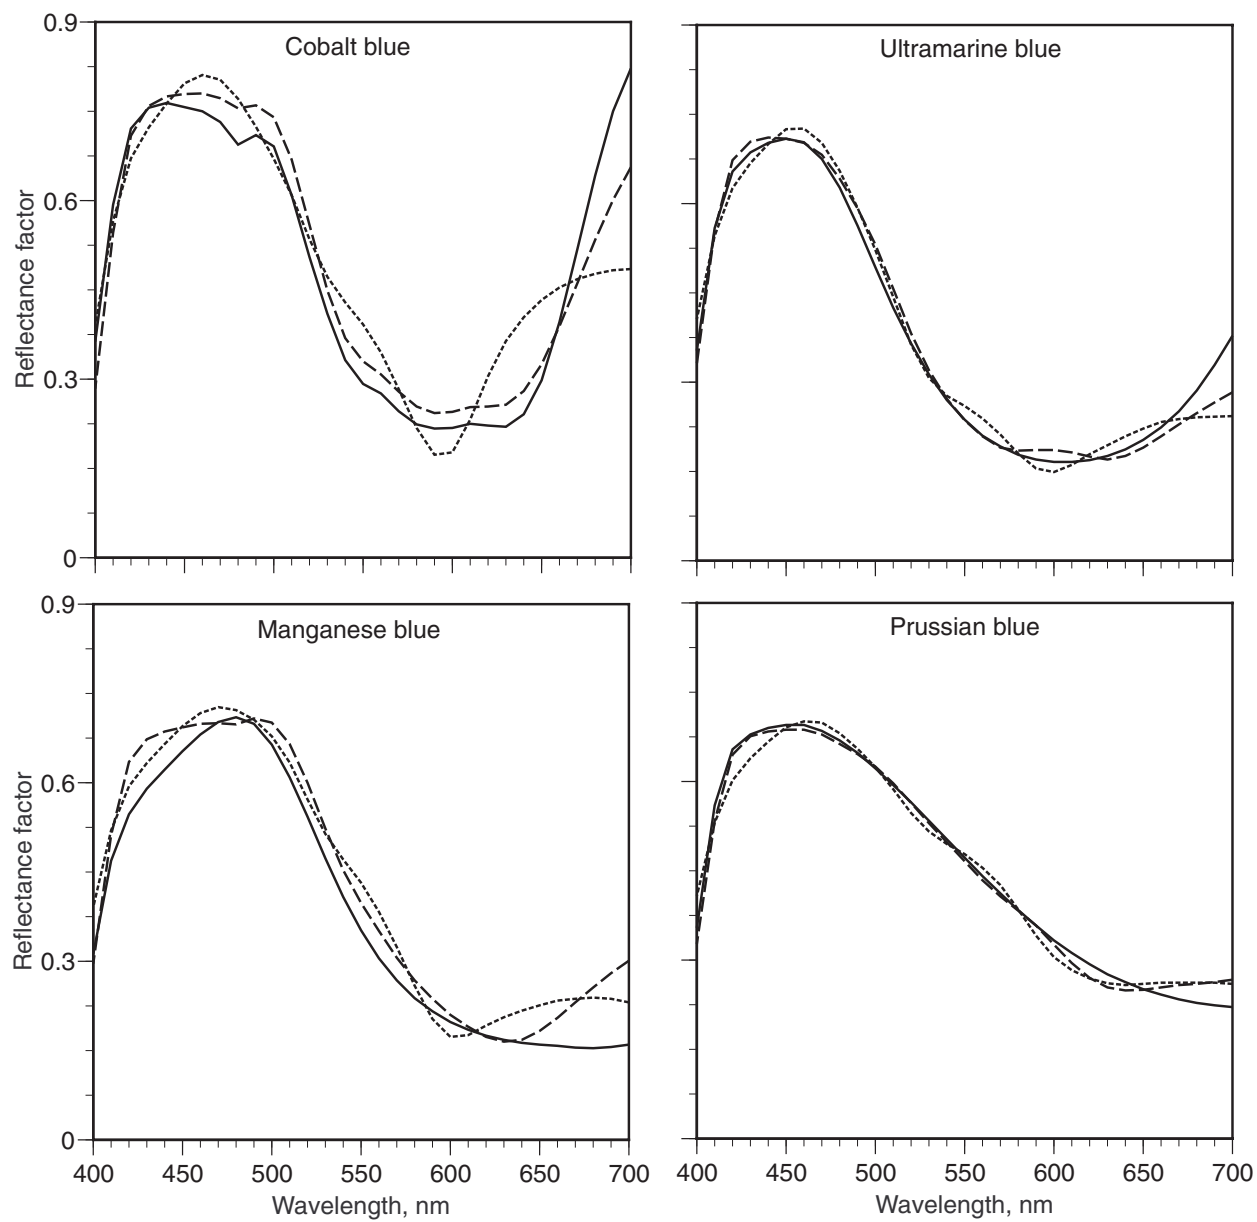 Cobalt blue
Ultramarine blue
0.9
0.6
0.3
0
Reflectance factor
Manganese blue
Prussian blue
0.9
0.6
0.3
0
Reflectance factor
400 450 500 550 600 650 700
400 450 500 550 600 650 700
Wavelength, nm
Wavelength, nm